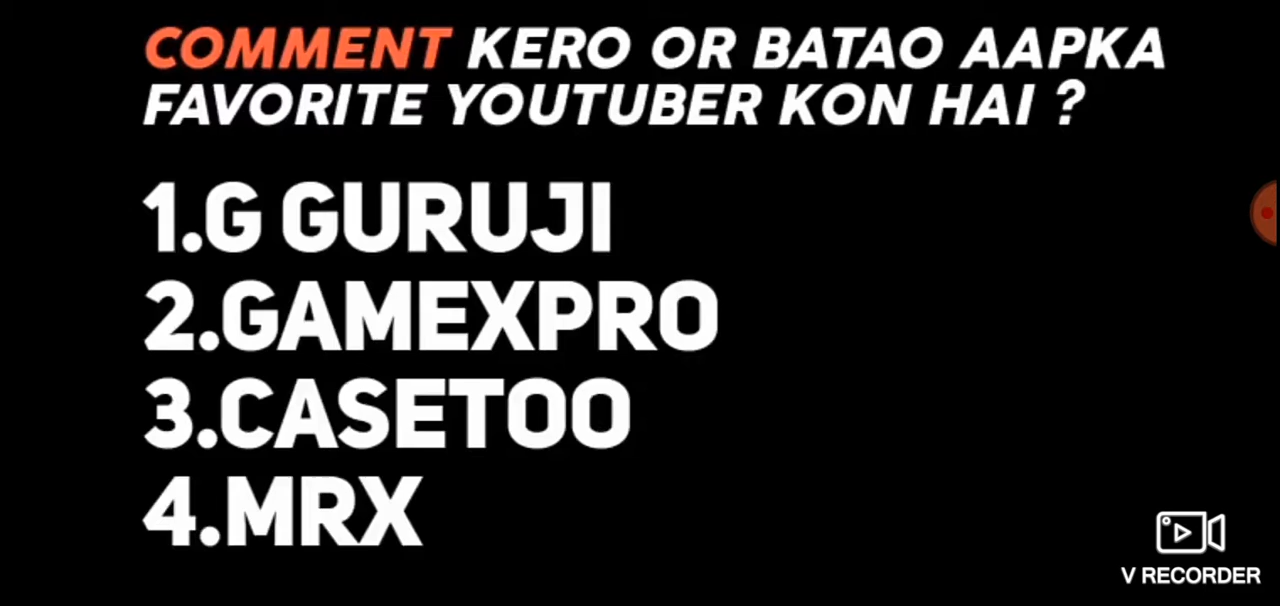 COMMENT KERO OR BATAO AAPKA
FAVORITE YOUTUBER KON HAI ?
1.G GURUJI
2.GAMEXPRO
3.CASETOO
4.MRX
V RECORDER